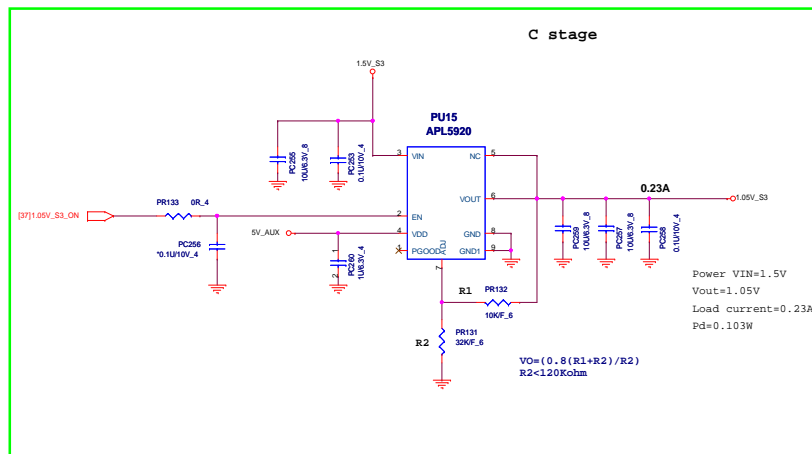 C stage
1.5V_S3
PU15
APL5920
PC255
10U/6.3V_8
PC253
0.1U/10V_4
3
VIN
NC
5
VOUT
6
0.23A
1.05V_S3
[37]1.05V_S3_ON
PR133
0R_4
2
EN
PC256
*0.1U/10V_4
5V_AUX
4
VDD
GND
8
1
PGOOD
GND1
9
ADJ
7
1
PC260
1U/6.3V_4
2
PC259
10U/6.3V_8
PC257
10U/6.3V_8
PC258
0.1U/10V_4
R1
PR132
10K/F_6
R2
PR131
32K/F_6
VO=(0.8(R1+R2)/R2)
R2<120Kohm
Power VIN=1.5V
Vout=1.05V
Load current=0.23A
Pd=0.103W